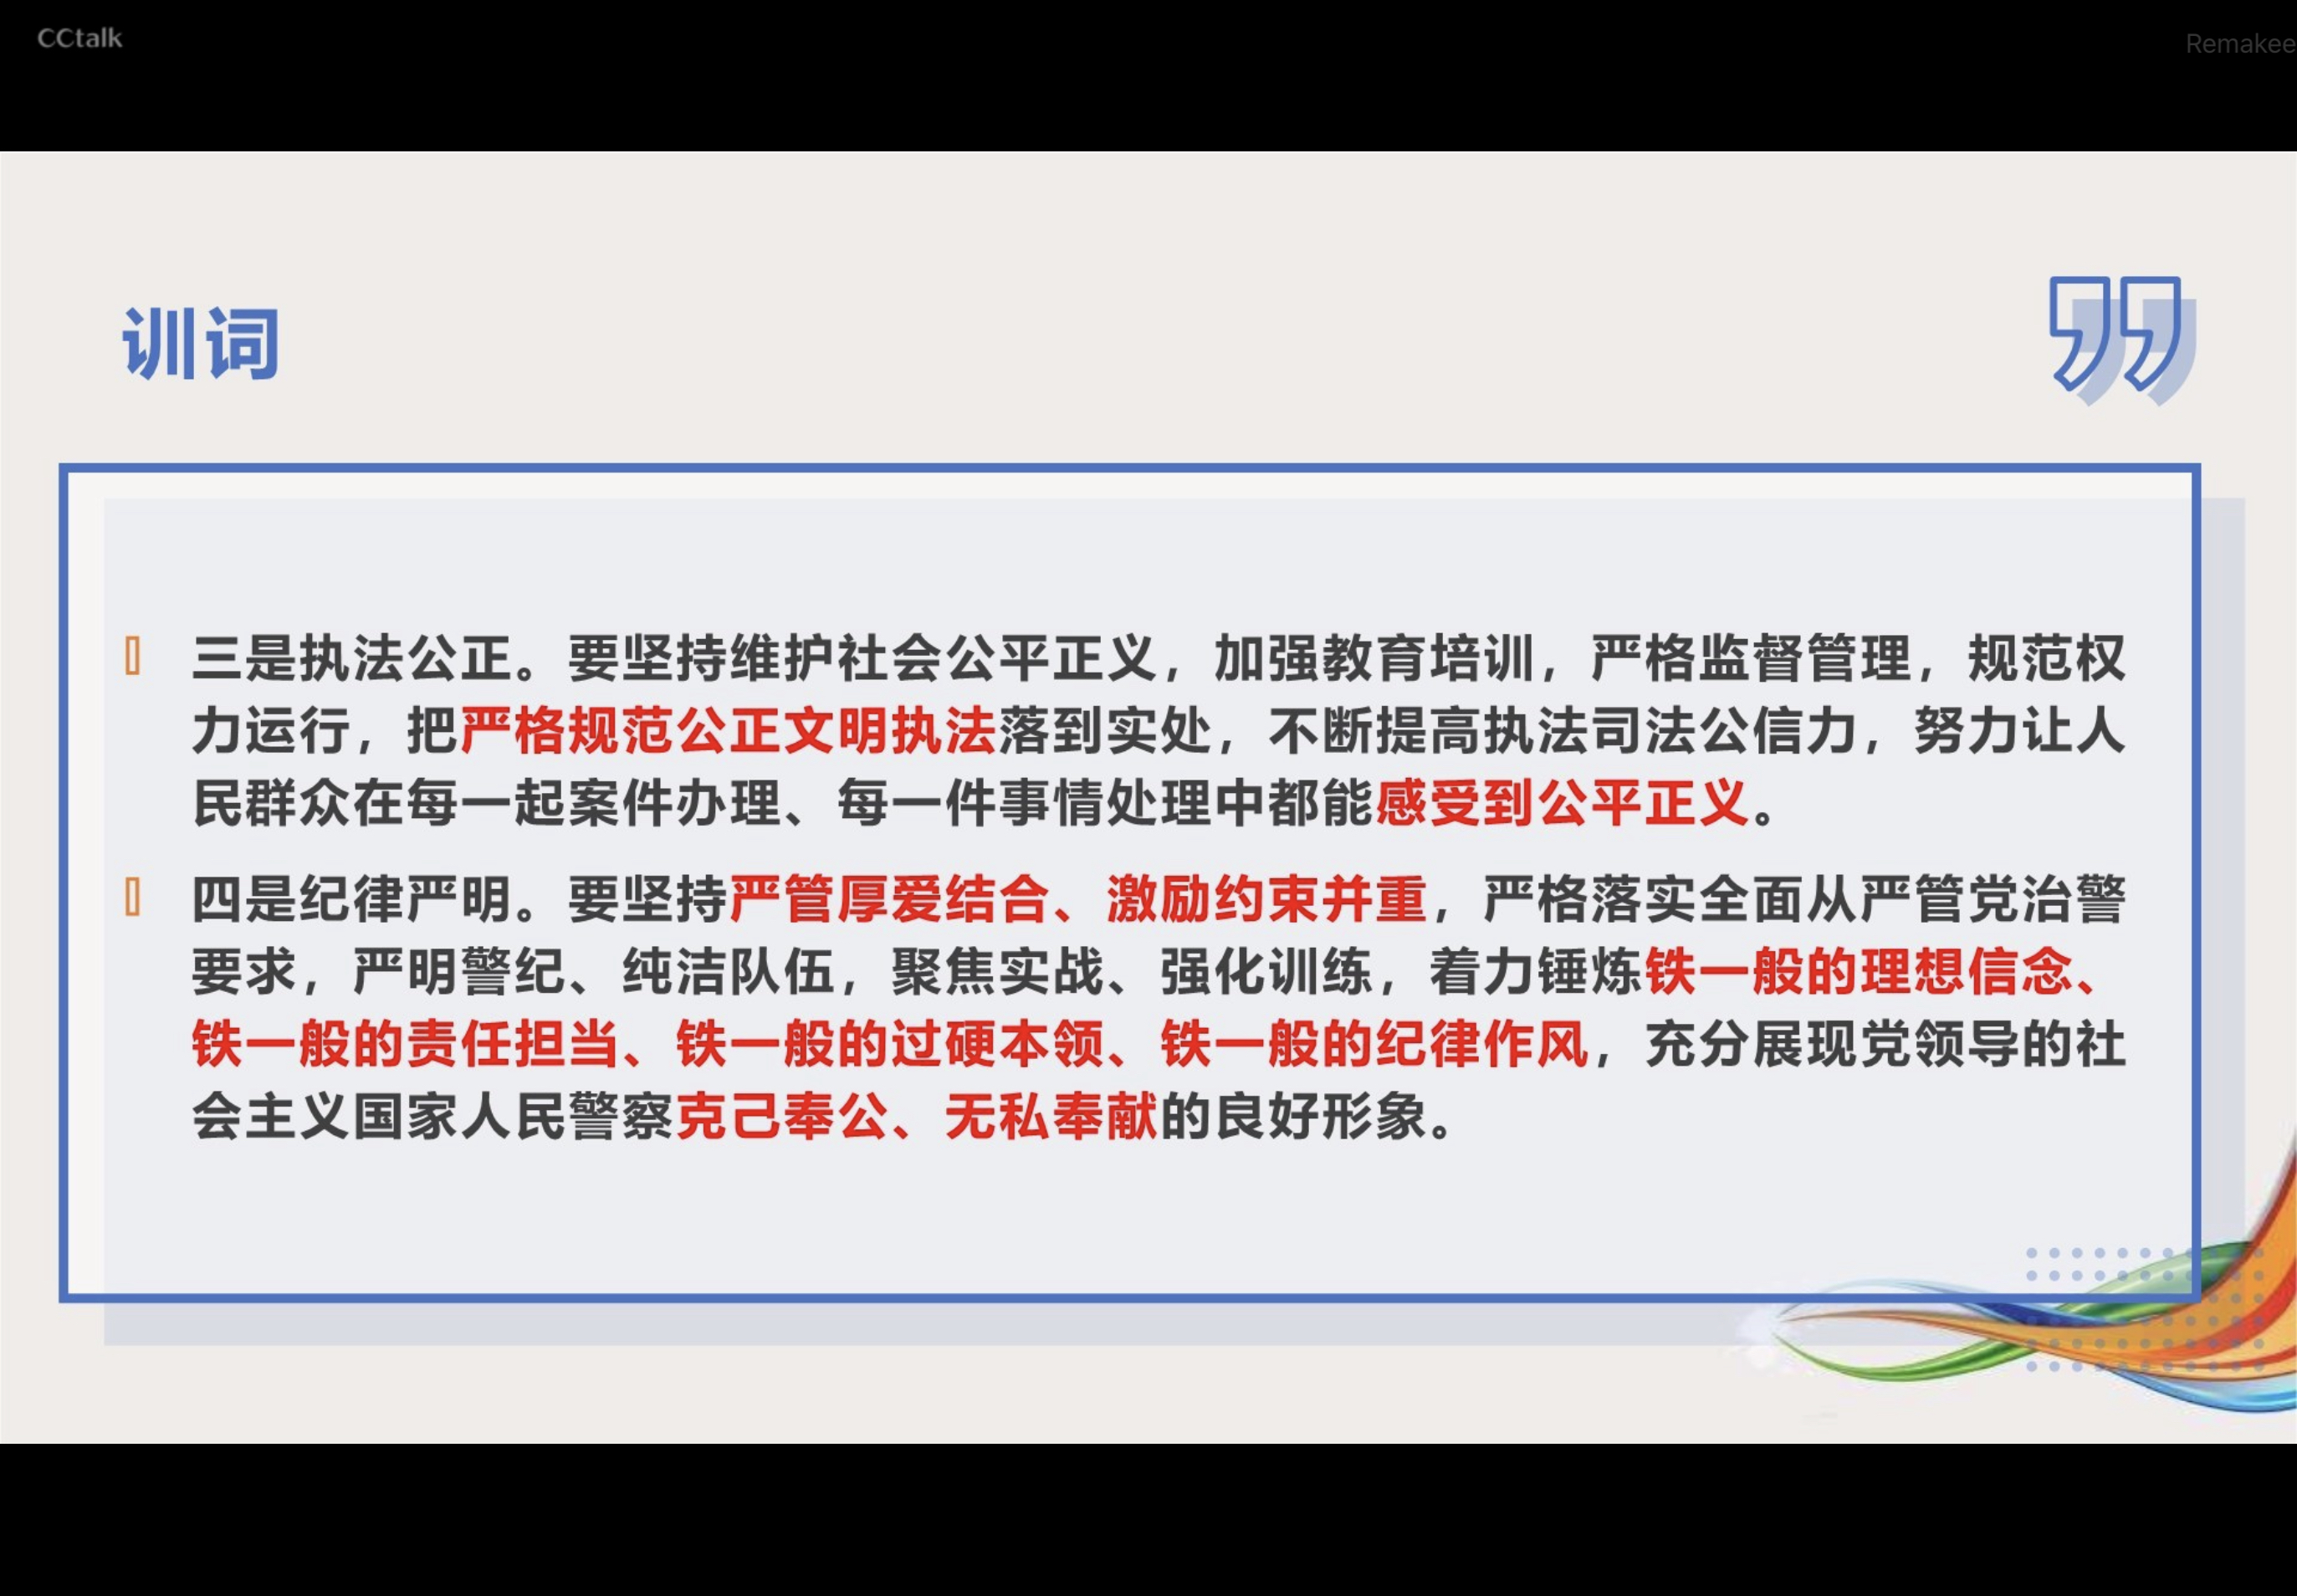 CCtalk
Remakee
训词
三是执法公正。要坚持维护社会公平正义，加强教育培训，严格监督管理，规范权
力运行，把严格规范公正文明执法落到实处，不断提高执法司法公信力，努力让人
民群众在每一起案件办理、每一件事情处理中都能感受到公平正义。
四是纪律严明。要坚持严管厚爱结合、激励约束并重，严格落实全面从严管党治警
要求，严明警纪、纯洁队伍，聚焦实战、强化训练，着力锤炼铁一般的理想信念、
铁一般的责任担当、铁一般的过硬本领、铁一般的纪律作风，充分展现党领导的社
会主义国家人民警察克己奉公、无私奉献的良好形象。